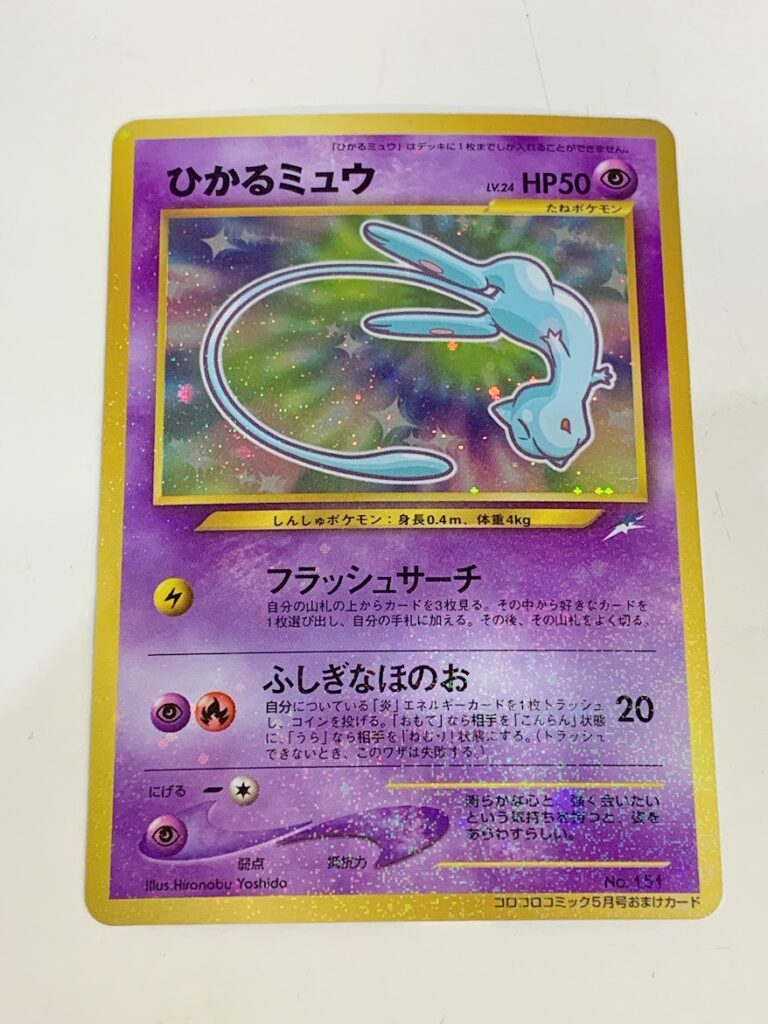 「ひかるミュウ」はデッキに1枚までしか入れることができません。
ひかるミュウ LV.24 HP50
たねポケモン
しんしゅポケモン:身長0.4m、体重4kg
フラッシュサーチ
自分の山札の上からカードを3枚見る。その中から好きなカードを
1枚選び出し、自分の手札に加える。その後、その山札をよく切る。
ふしぎなほのお 20
自分についている「炎」エネルギーカードを1枚トラッシュ
し、コインを投げる。「おもて」なら相手を「こんらん」状態
に、「うら」なら相手を「ねむり」状態にする。(トラッシュ
できないとき、このワザは失敗する。)
にげる
清らかな心と、強く会いたい
という気持ちを持つと、姿を
あらわすらしい。
弱点 抵抗力
Illus.Hironobu Yoshida
No.151
コロコロコミック5月号おまけカード